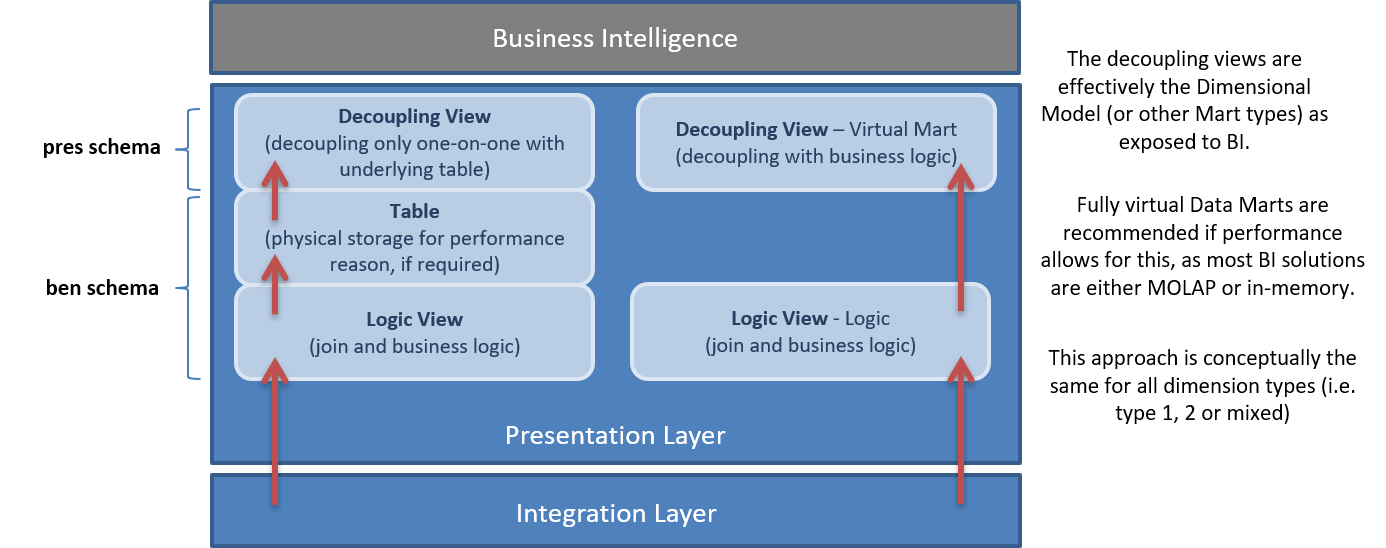 Business Intelligence
pres schema
Decoupling View
(decoupling only one-on-one with
underlying table)
Decoupling View – Virtual Mart
(decoupling with business logic)
ben schema
Table
(physical storage for performance
reason, if required)
Logic View
(join and business logic)
Logic View - Logic
(join and business logic)
Presentation Layer
Integration Layer
The decoupling views are
effectively the Dimensional
Model (or other Mart types) as
exposed to BI.
Fully virtual Data Marts are
recommended if performance
allows for this, as most BI solutions
are either MOLAP or in-memory.
This approach is conceptually the
same for all dimension types (i.e.
type 1, 2 or mixed)